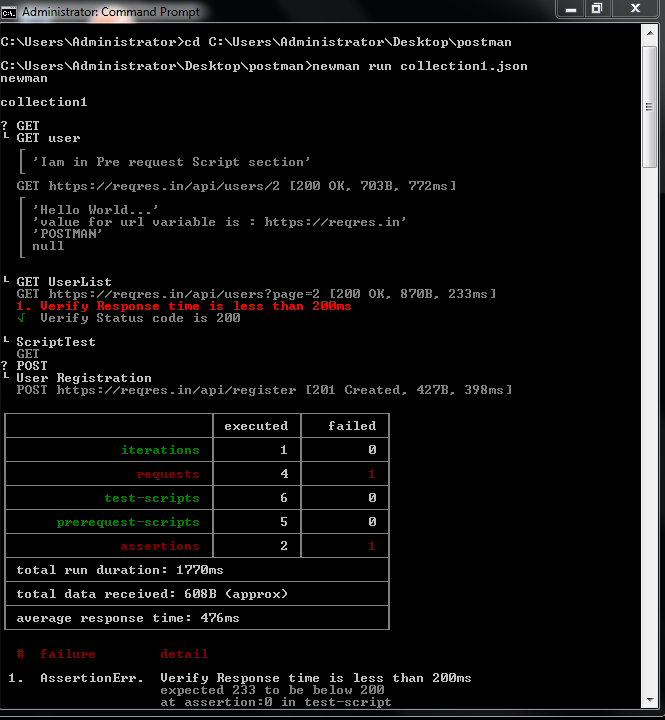 Administrator: Command Prompt
C:\Users\Administrator>cd C:\Users\Administrator\Desktop\postman
C:\Users\Administrator\Desktop\postman>newman run collection1.json
newman
collection1
? GET
└ GET user
'Iam in Pre request Script section'
GET https://reqres.in/api/users/2 [200 OK, 703B, 772ms]
'Hello World...'
'value for url variable is : https://reqres.in'
'POSTMAN'
null
└ GET UserList
GET https://reqres.in/api/users?page=2 [200 OK, 870B, 233ms]
1. Verify Response time is less than 200ms
√ Verify Status code is 200
└ ScriptTest
GET
? POST
└ User Registration
POST https://reqres.in/api/register [201 Created, 427B, 398ms]
executed failed
iterations 1 0
requests 4 1
test-scripts 6 0
prerequest-scripts 5 0
assertions 2 1
total run duration: 1770ms
total data received: 608B (approx)
average response time: 476ms
# failure detail
1. AssertionErr. Verify Response time is less than 200ms
expected 233 to be below 200
at assertion:0 in test-script